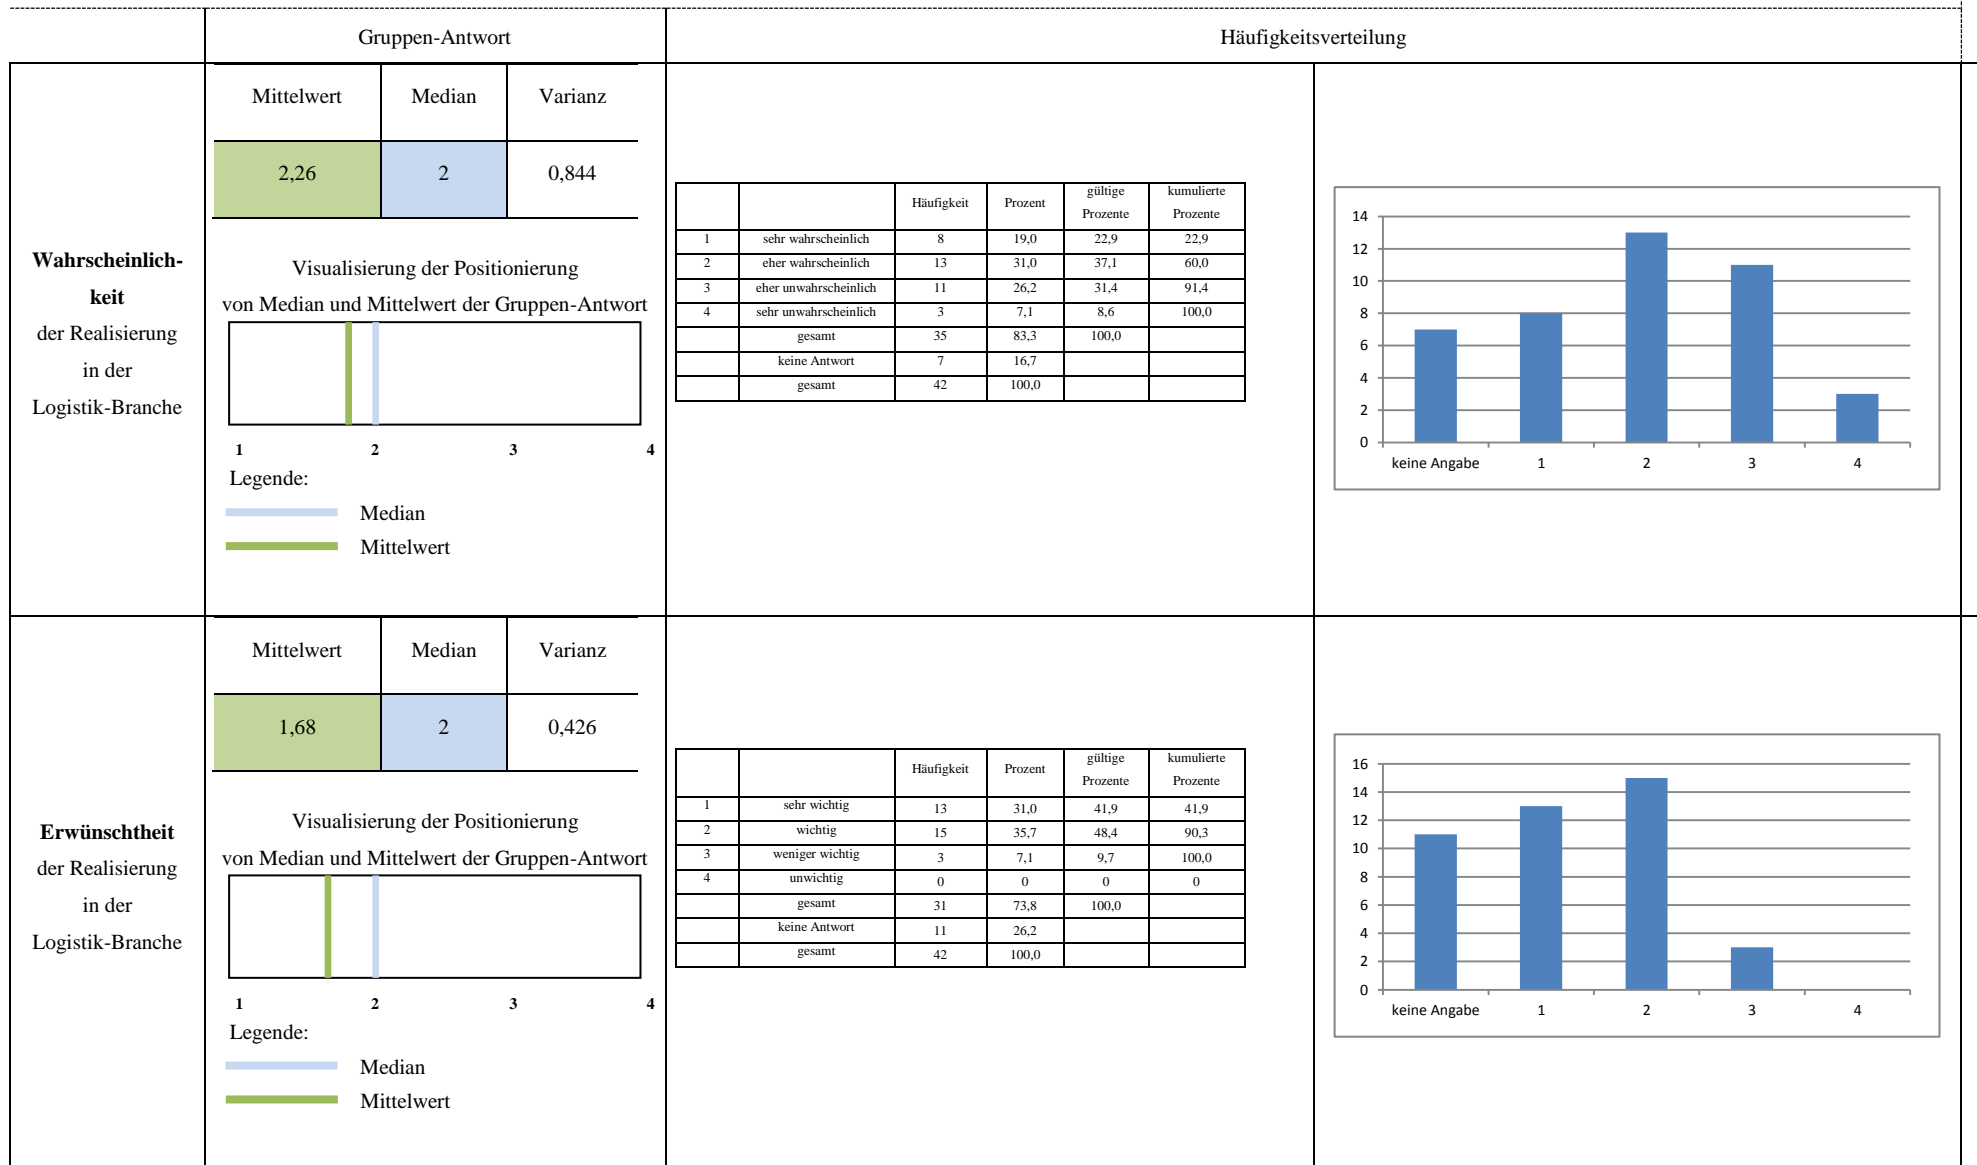 Gruppen-Antwort
Häufigkeitsverteilung
Wahrscheinlich-
keit
der Realisierung
in der
Logistik-Branche
Mittelwert Median Varianz
2,26 2 0,844
Visualisierung der Positionierung
von Median und Mittelwert der Gruppen-Antwort
1 2 3 4
Legende:
Median
Mittelwert
Häufigkeit Prozent gültige Prozente kumulierte Prozente
1 sehr wahrscheinlich 8 19,0 22,9 22,9
2 eher wahrscheinlich 13 31,0 37,1 60,0
3 eher unwahrscheinlich 11 26,2 31,4 91,4
4 sehr unwahrscheinlich 3 7,1 8,6 100,0
gesamt 35 83,3 100,0
keine Antwort 7 16,7
gesamt 42 100,0
14
12
10
8
6
4
2
0
keine Angabe 1 2 3 4
Erwünschtheit
der Realisierung
in der
Logistik-Branche
Mittelwert Median Varianz
1,68 2 0,426
Visualisierung der Positionierung
von Median und Mittelwert der Gruppen-Antwort
1 2 3 4
Legende:
Median
Mittelwert
Häufigkeit Prozent gültige Prozente kumulierte Prozente
1 sehr wichtig 13 31,0 41,9 41,9
2 wichtig 15 35,7 48,4 90,3
3 weniger wichtig 3 7,1 9,7 100,0
4 unwichtig 0 0 0 0
gesamt 31 73,8 100,0
keine Antwort 11 26,2
gesamt 42 100,0
16
14
12
10
8
6
4
2
0
keine Angabe 1 2 3 4